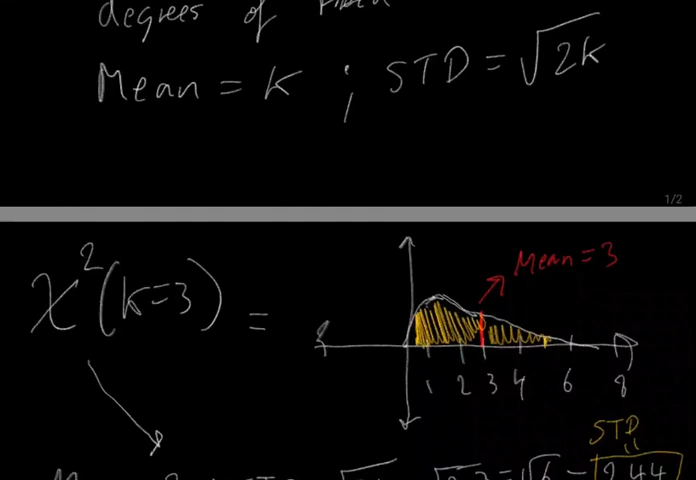 degrees of
Mean = K ; STD = √2K
1/2
χ²(K=3) =
Mean = 3
1 2 3 4 6 8
STD
= √6 = 2.44